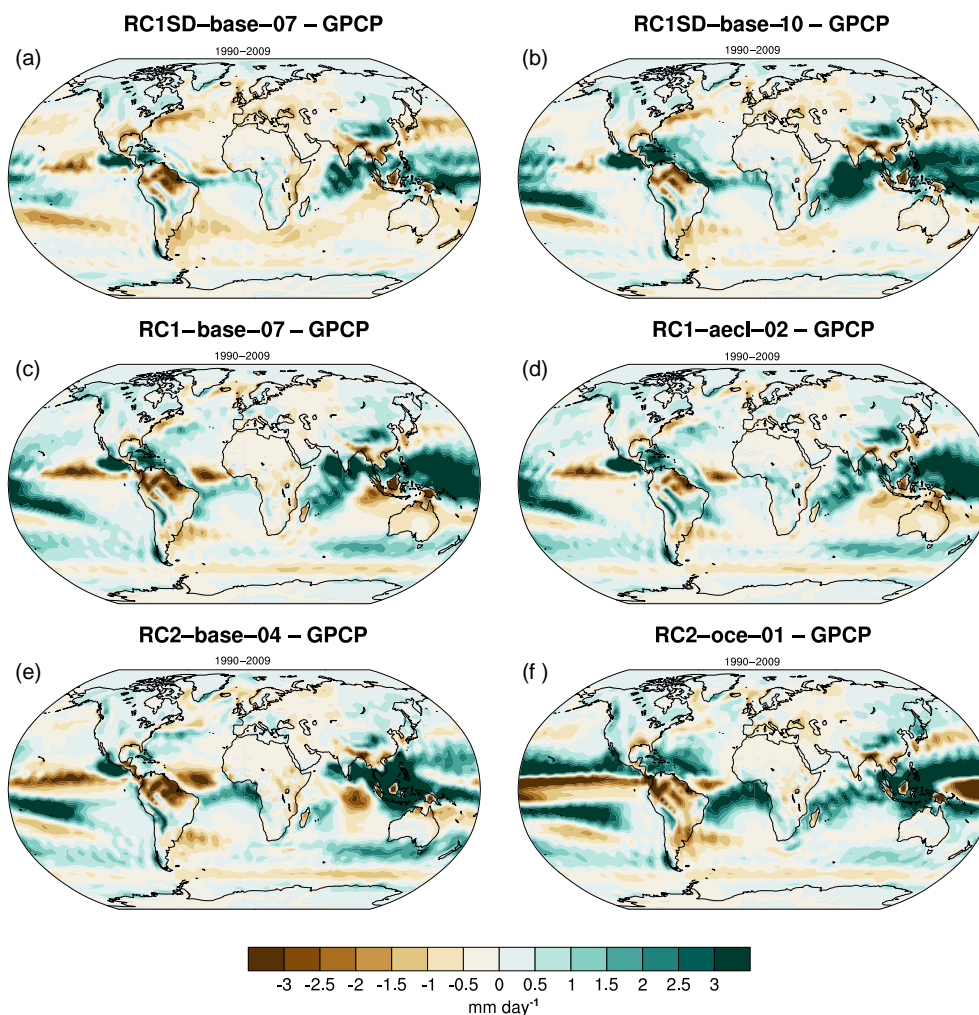 RC1SD–base–07 – GPCP
RC1SD–base–10 – GPCP
(a)
1990–2009
(b)
1990–2009
RC1–base–07 – GPCP
RC1–aecl–02 – GPCP
(c)
1990–2009
(d)
1990–2009
RC2–base–04 – GPCP
RC2–oce–01 – GPCP
(e)
1990–2009
(f )
1990–2009
-3 -2.5 -2 -1.5 -1 -0.5 0 0.5 1 1.5 2 2.5 3
mm day-1